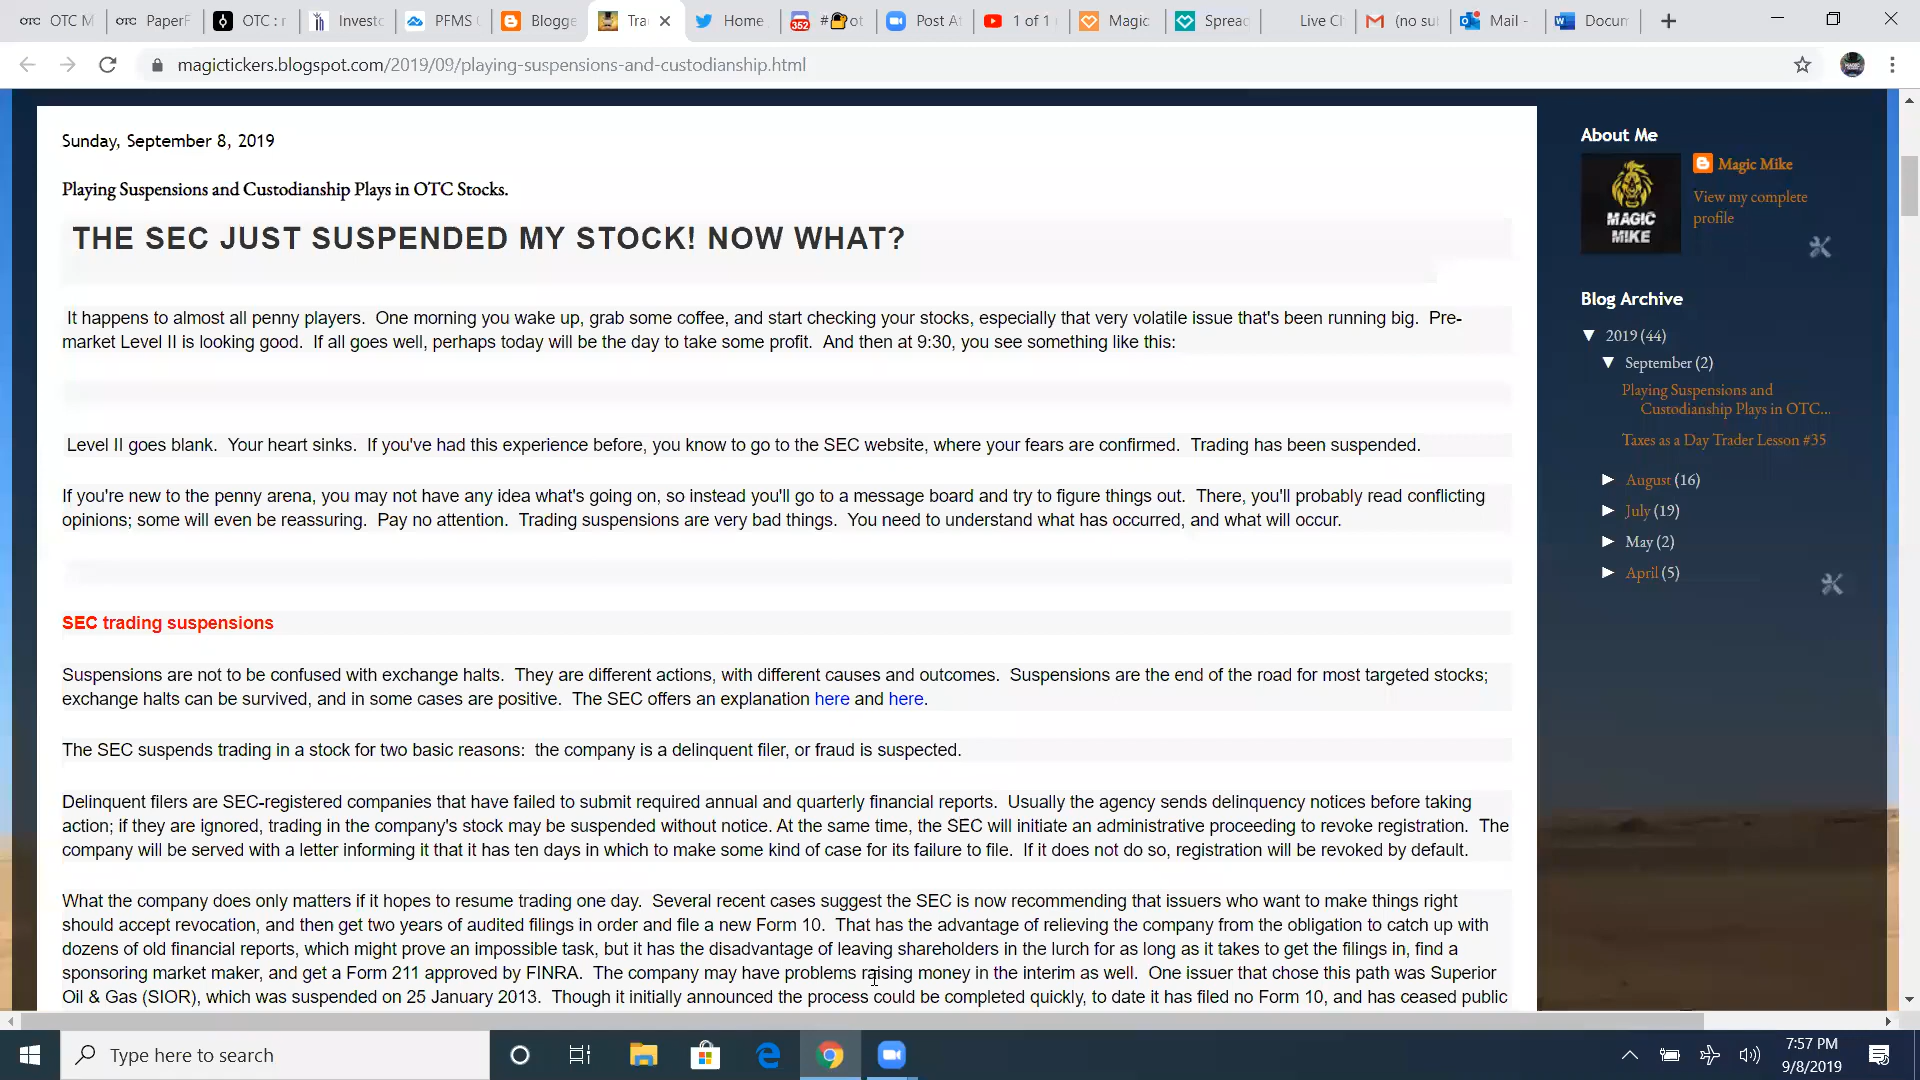 OTC M
PaperF
OTC : r
Investo
PFMS
Blogge
Tra
Home
#
ot
Post Af
1 of 1
Magic
Spread
Live Ch
(no su
Mail -
Docum
magictickers.blogspot.com/2019/09/playing-suspensions-and-custodianship.html
Sunday, September 8, 2019
Playing Suspensions and Custodianship Plays in OTC Stocks.
THE SEC JUST SUSPENDED MY STOCK! NOW WHAT?
It happens to almost all penny players. One morning you wake up, grab some coffee, and start checking your stocks, especially that very volatile issue that's been running big. Pre-
market Level II is looking good. If all goes well, perhaps today will be the day to take some profit. And then at 9:30, you see something like this:
Level II goes blank. Your heart sinks. If you've had this experience before, you know to go to the SEC website, where your fears are confirmed. Trading has been suspended.
If you're new to the penny arena, you may not have any idea what's going on, so instead you'll go to a message board and try to figure things out. There, you'll probably read conflicting
opinions; some will even be reassuring. Pay no attention. Trading suspensions are very bad things. You need to understand what has occurred, and what will occur.
SEC trading suspensions
Suspensions are not to be confused with exchange halts. They are different actions, with different causes and outcomes. Suspensions are the end of the road for most targeted stocks;
exchange halts can be survived, and in some cases are positive. The SEC offers an explanation here and here.
The SEC suspends trading in a stock for two basic reasons: the company is a delinquent filer, or fraud is suspected.
Delinquent filers are SEC-registered companies that have failed to submit required annual and quarterly financial reports. Usually the agency sends delinquency notices before taking
action; if they are ignored, trading in the company's stock may be suspended without notice. At the same time, the SEC will initiate an administrative proceeding to revoke registration. The
company will be served with a letter informing it that it has ten days in which to make some kind of case for its failure to file. If it does not do so, registration will be revoked by default.
What the company does only matters if it hopes to resume trading one day. Several recent cases suggest the SEC is now recommending that issuers who want to make things right
should accept revocation, and then get two years of audited filings in order and file a new Form 10. That has the advantage of relieving the company from the obligation to catch up with
dozens of old financial reports, which might prove an impossible task, but it has the disadvantage of leaving shareholders in the lurch for as long as it takes to get the filings in, find a
sponsoring market maker, and get a Form 211 approved by FINRA. The company may have problems raising money in the interim as well. One issuer that chose this path was Superior
Oil & Gas (SIOR), which was suspended on 25 January 2013. Though it initially announced the process could be completed quickly, to date it has filed no Form 10, and has ceased public
About Me
MAGIC
MIKE
Magic Mike
View my complete
profile
Blog Archive
▼ 2019 (44)
▼ September (2)
Playing Suspensions and
Custodianship Plays in OTC...
Taxes as a Day Trader Lesson #35
► August (16)
► July (19)
► May (2)
► April (5)
Type here to search
7:57 PM
9/8/2019